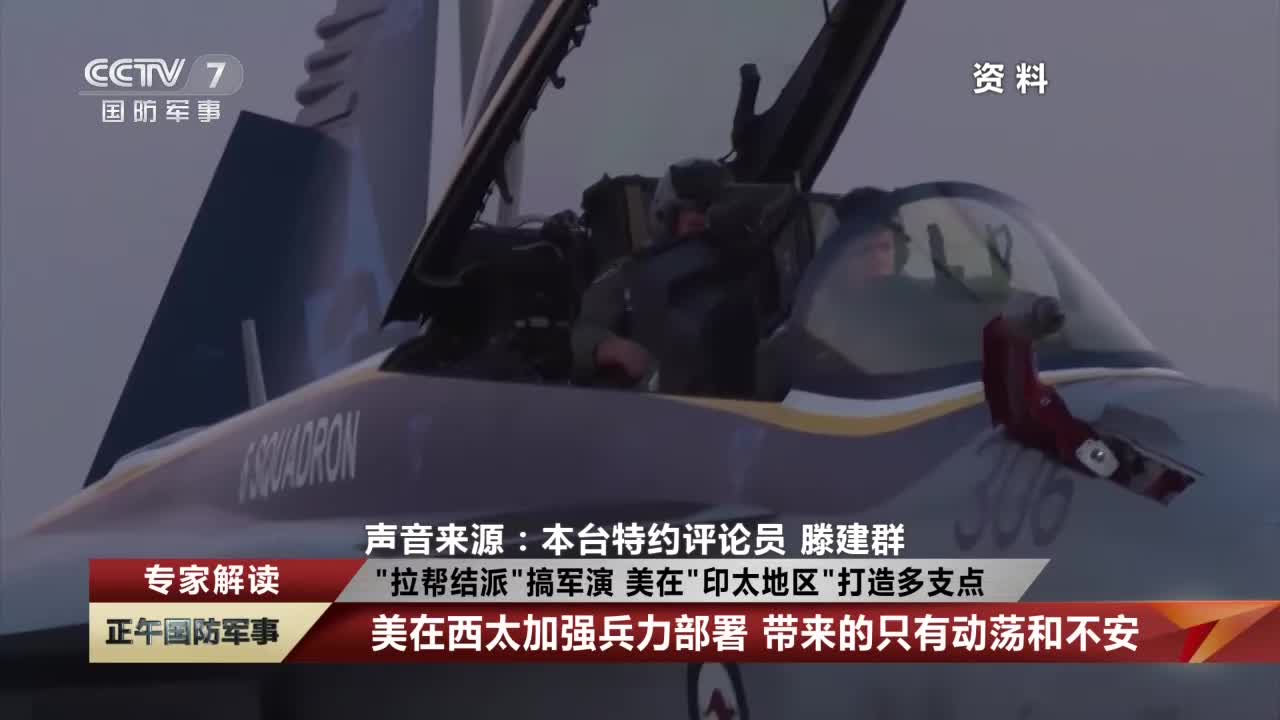 CCTV 7
国防军事
资料
6 SQUADRON
306
声音来源：本台特约评论员 滕建群
专家解读
"拉帮结派"搞军演 美在"印太地区"打造多支点
正午国防军事
美在西太加强兵力部署 带来的只有动荡和不安